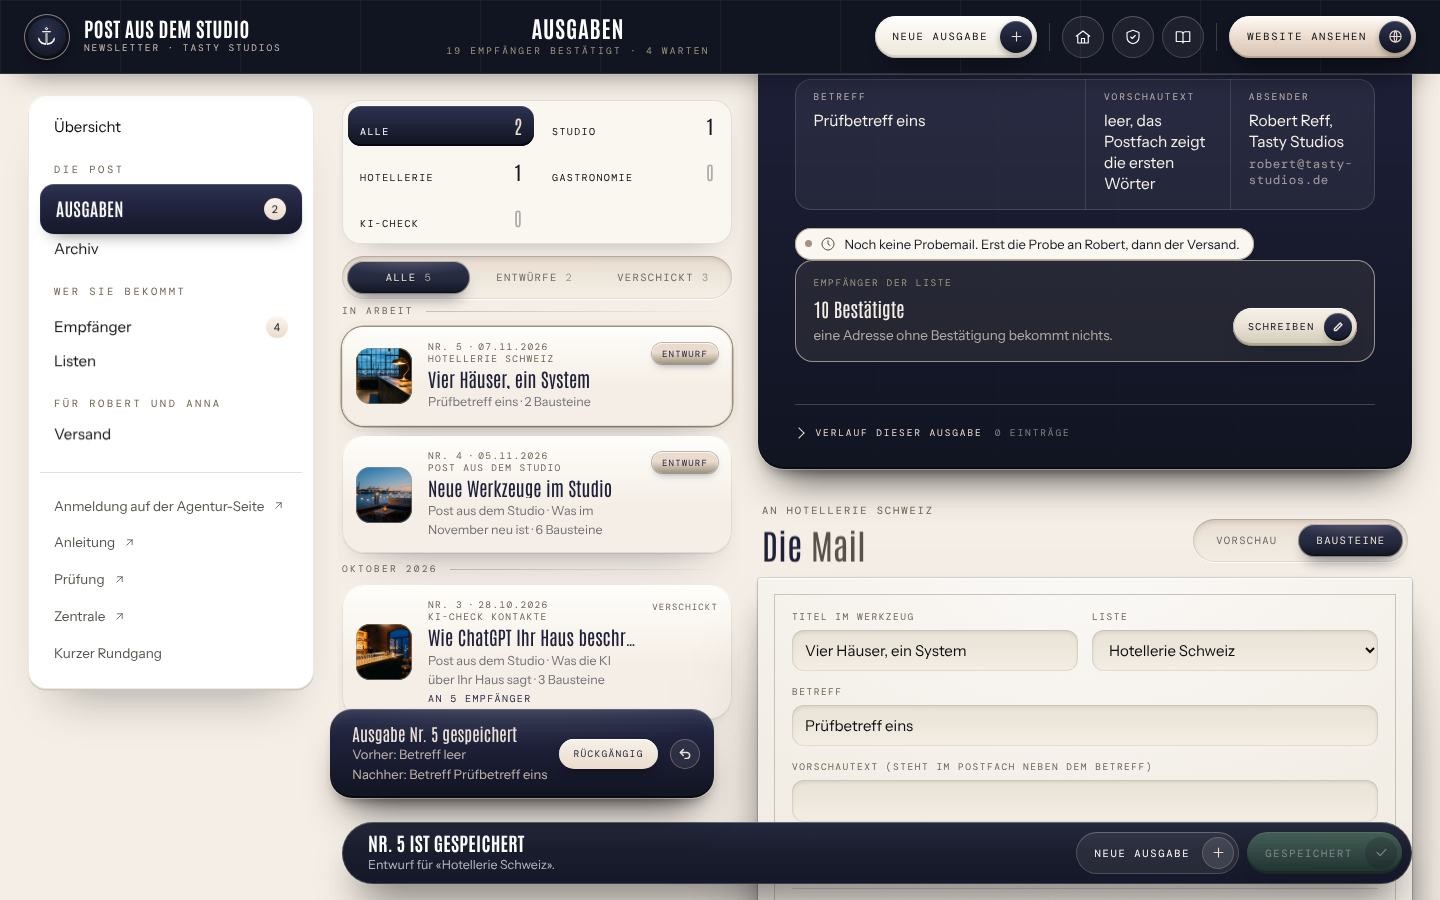 POST AUS DEM STUDIO
NEWSLETTER · TASTY STUDIOS
AUSGABEN
19 EMPFÄNGER BESTÄTIGT · 4 WARTEN
NEUE AUSGABE
WEBSITE ANSEHEN
Übersicht
DIE POST
AUSGABEN 2
Archiv
WER SIE BEKOMMT
Empfänger 4
Listen
FÜR ROBERT UND ANNA
Versand
Anmeldung auf der Agentur-Seite
Anleitung
Prüfung
Zentrale
Kurzer Rundgang
ALLE 2
STUDIO 1
HOTELLERIE 1
GASTRONOMIE 0
KI-CHECK 0
ALLE 5
ENTWÜRFE 2
VERSCHICKT 3
IN ARBEIT
NR. 5 · 07.11.2026
HOTELLERIE SCHWEIZ
ENTWURF
Vier Häuser, ein System
Prüfbetreff eins · 2 Bausteine
NR. 4 · 05.11.2026
POST AUS DEM STUDIO
ENTWURF
Neue Werkzeuge im Studio
Post aus dem Studio · Was im
November neu ist · 6 Bausteine
OKTOBER 2026
NR. 3 · 28.10.2026
KI-CHECK KONTAKTE
VERSCHICKT
Wie ChatGPT Ihr Haus beschr…
Post aus dem Studio · Was die KI
über Ihr Haus sagt · 3 Bausteine
AN 5 EMPFÄNGER
Ausgabe Nr. 5 gespeichert
Vorher: Betreff leer
Nachher: Betreff Prüfbetreff eins
RÜCKGÄNGIG
BETREFF
Prüfbetreff eins
VORSCHAUTEXT
leer, das
Postfach zeigt
die ersten
Wörter
ABSENDER
Robert Reff,
Tasty Studios
robert@tasty-
studios.de
Noch keine Probemail. Erst die Probe an Robert, dann der Versand.
EMPFÄNGER DER LISTE
10 Bestätigte
eine Adresse ohne Bestätigung bekommt nichts.
SCHREIBEN
VERLAUF DIESER AUSGABE 0 EINTRÄGE
AN HOTELLERIE SCHWEIZ
Die Mail
VORSCHAU
BAUSTEINE
TITEL IM WERKZEUG
Vier Häuser, ein System
LISTE
Hotellerie Schweiz
BETREFF
Prüfbetreff eins
VORSCHAUTEXT (STEHT IM POSTFACH NEBEN DEM BETREFF)
NR. 5 IST GESPEICHERT
Entwurf für «Hotellerie Schweiz».
NEUE AUSGABE
GESPEICHERT